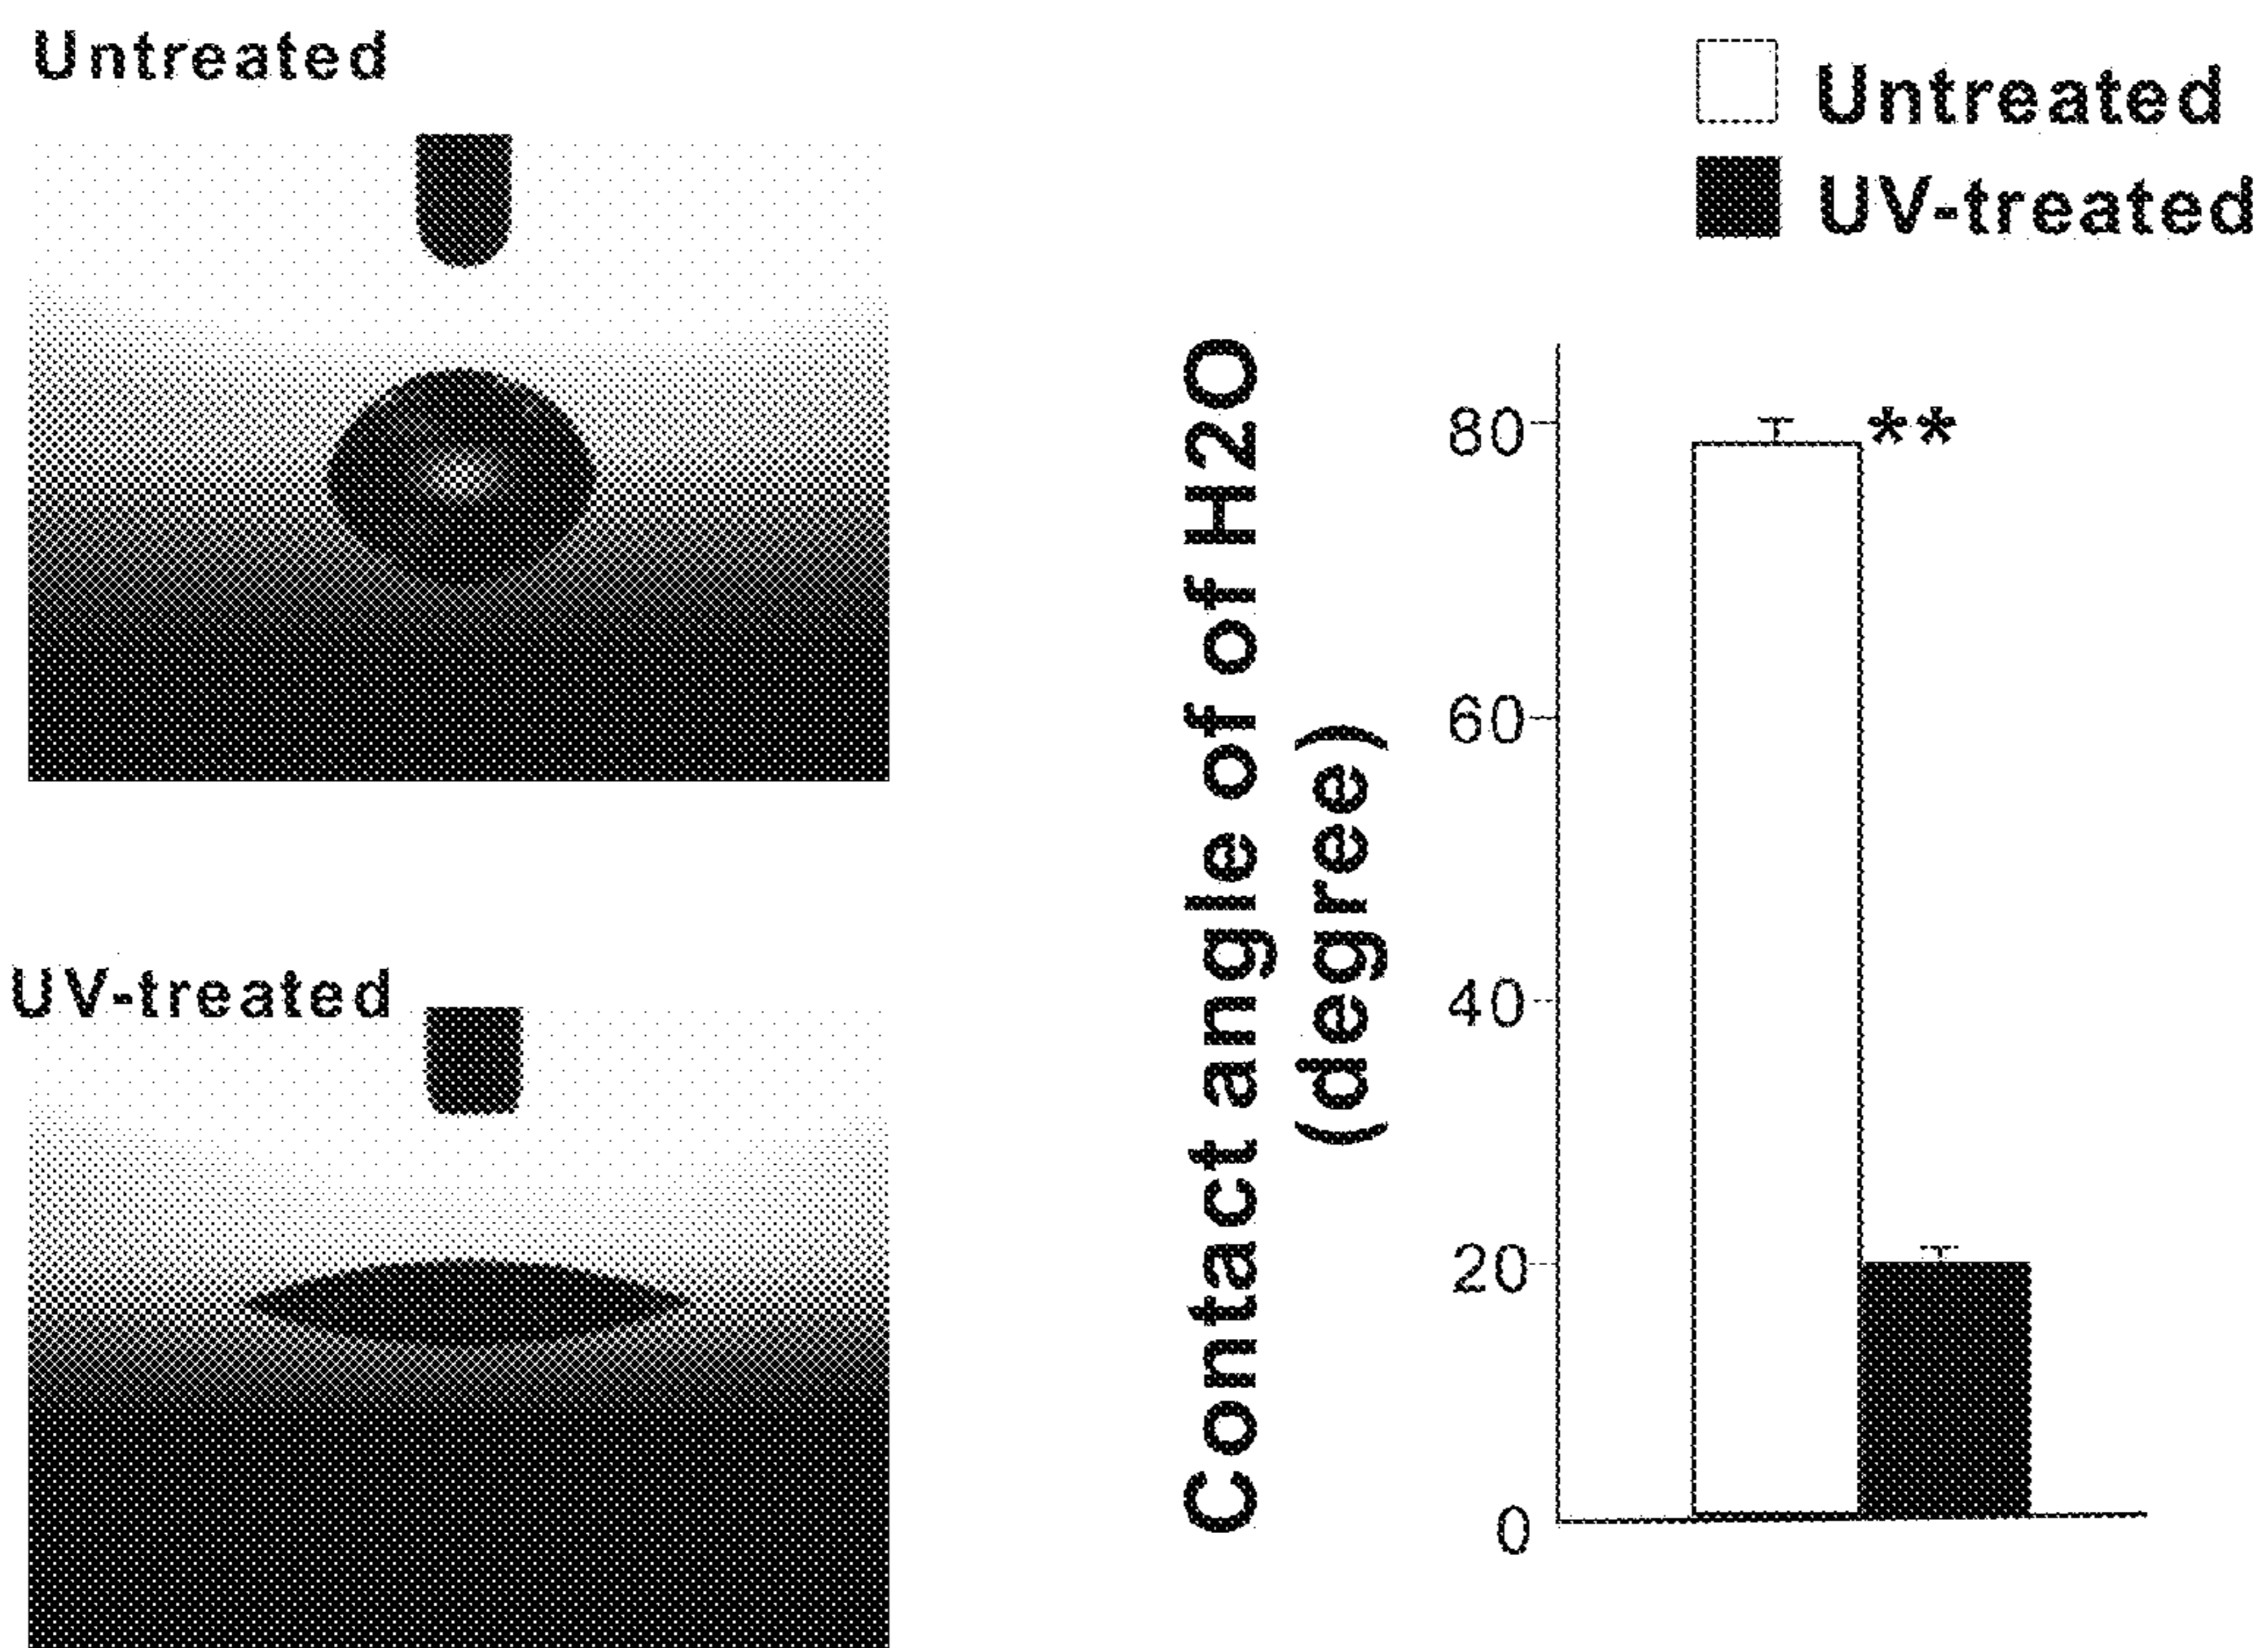 Untreated
UV-treated
Untreated
UV-treated
Contact angle of of H2O
(degree)
80
60
40
20
0
**